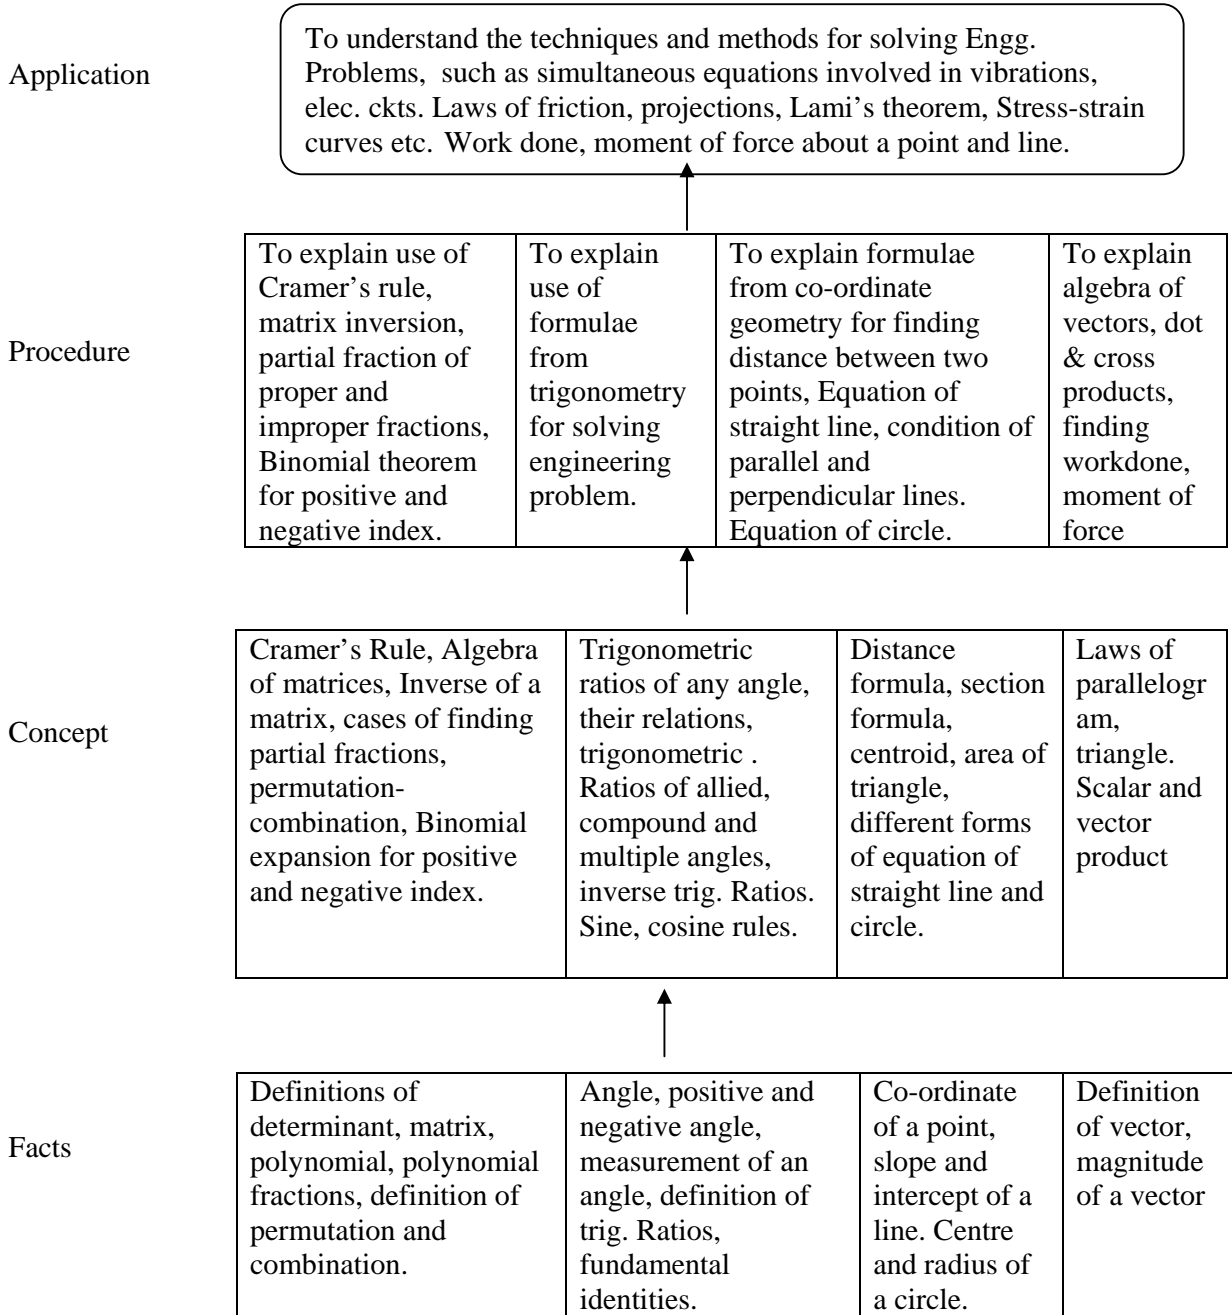 Application
To understand the techniques and methods for solving Engg.
Problems, such as simultaneous equations involved in vibrations,
elec. ckts. Laws of friction, projections, Lami's theorem, Stress-strain
curves etc. Work done, moment of force about a point and line.
Procedure
To explain use of
Cramer's rule,
matrix inversion,
partial fraction of
proper and
improper fractions,
Binomial theorem
for positive and
negative index.
To explain
use of
formulae
from
trigonometry
for solving
engineering
problem.
To explain formulae
from co-ordinate
geometry for finding
distance between two
points, Equation of
straight line, condition of
parallel and
perpendicular lines.
Equation of circle.
To explain
algebra of
vectors, dot
& cross
products,
finding
workdone,
moment of
force
Concept
Cramer's Rule, Algebra
of matrices, Inverse of a
matrix, cases of finding
partial fractions,
permutation-
combination, Binomial
expansion for positive
and negative index.
Trigonometric
ratios of any angle,
their relations,
trigonometric .
Ratios of allied,
compound and
multiple angles,
inverse trig. Ratios.
Sine, cosine rules.
Distance
formula, section
formula,
centroid, area of
triangle,
different forms
of equation of
straight line and
circle.
Laws of
parallelogr
am,
triangle.
Scalar and
vector
product
Facts
Definitions of
determinant, matrix,
polynomial, polynomial
fractions, definition of
permutation and
combination.
Angle, positive and
negative angle,
measurement of an
angle, definition of
trig. Ratios,
fundamental
identities.
Co-ordinate
of a point,
slope and
intercept of a
line. Centre
and radius of
a circle.
Definition
of vector,
magnitude
of a vector